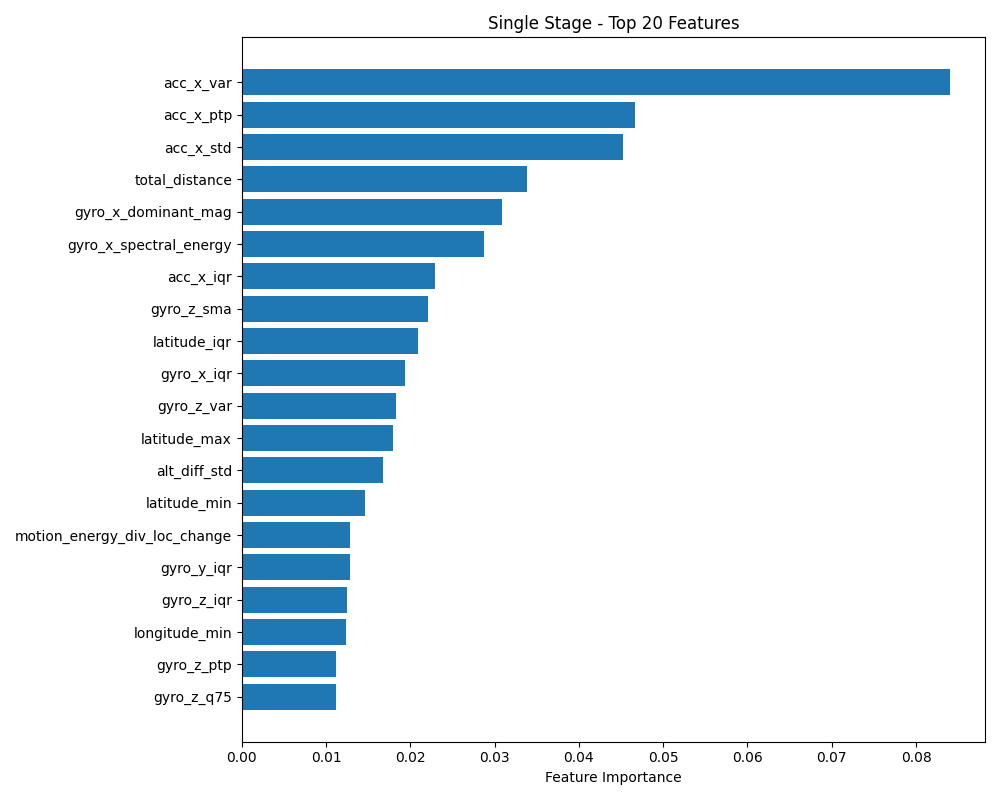 Single Stage - Top 20 Features
acc_x_var
acc_x_ptp
acc_x_std
total_distance
gyro_x_dominant_mag
gyro_x_spectral_energy
acc_x_iqr
gyro_z_sma
latitude_iqr
gyro_x_iqr
gyro_z_var
latitude_max
alt_diff_std
latitude_min
motion_energy_div_loc_change
gyro_y_iqr
gyro_z_iqr
longitude_min
gyro_z_ptp
gyro_z_q75
0.00 0.01 0.02 0.03 0.04 0.05 0.06 0.07 0.08
Feature Importance